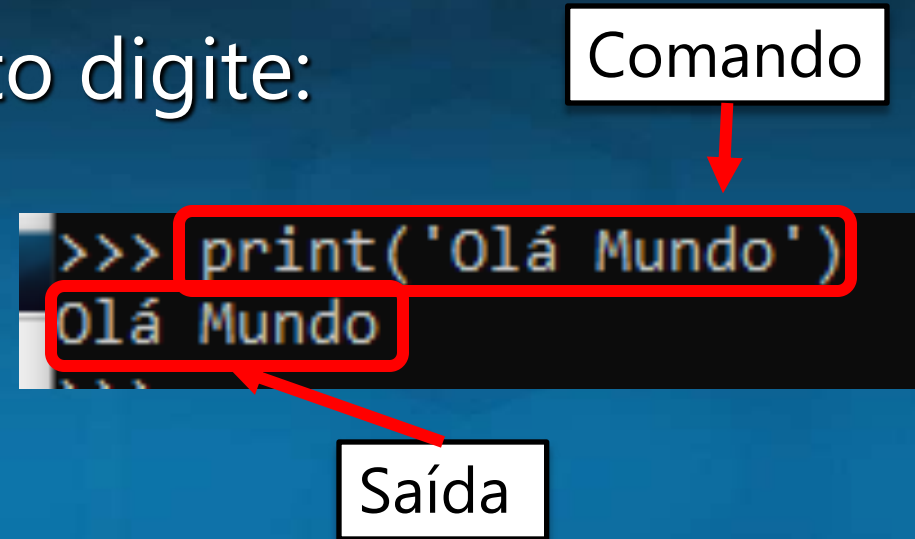 to digite:
Comando
>>> print('Olá Mundo')
Olá Mundo
>>>
Saída